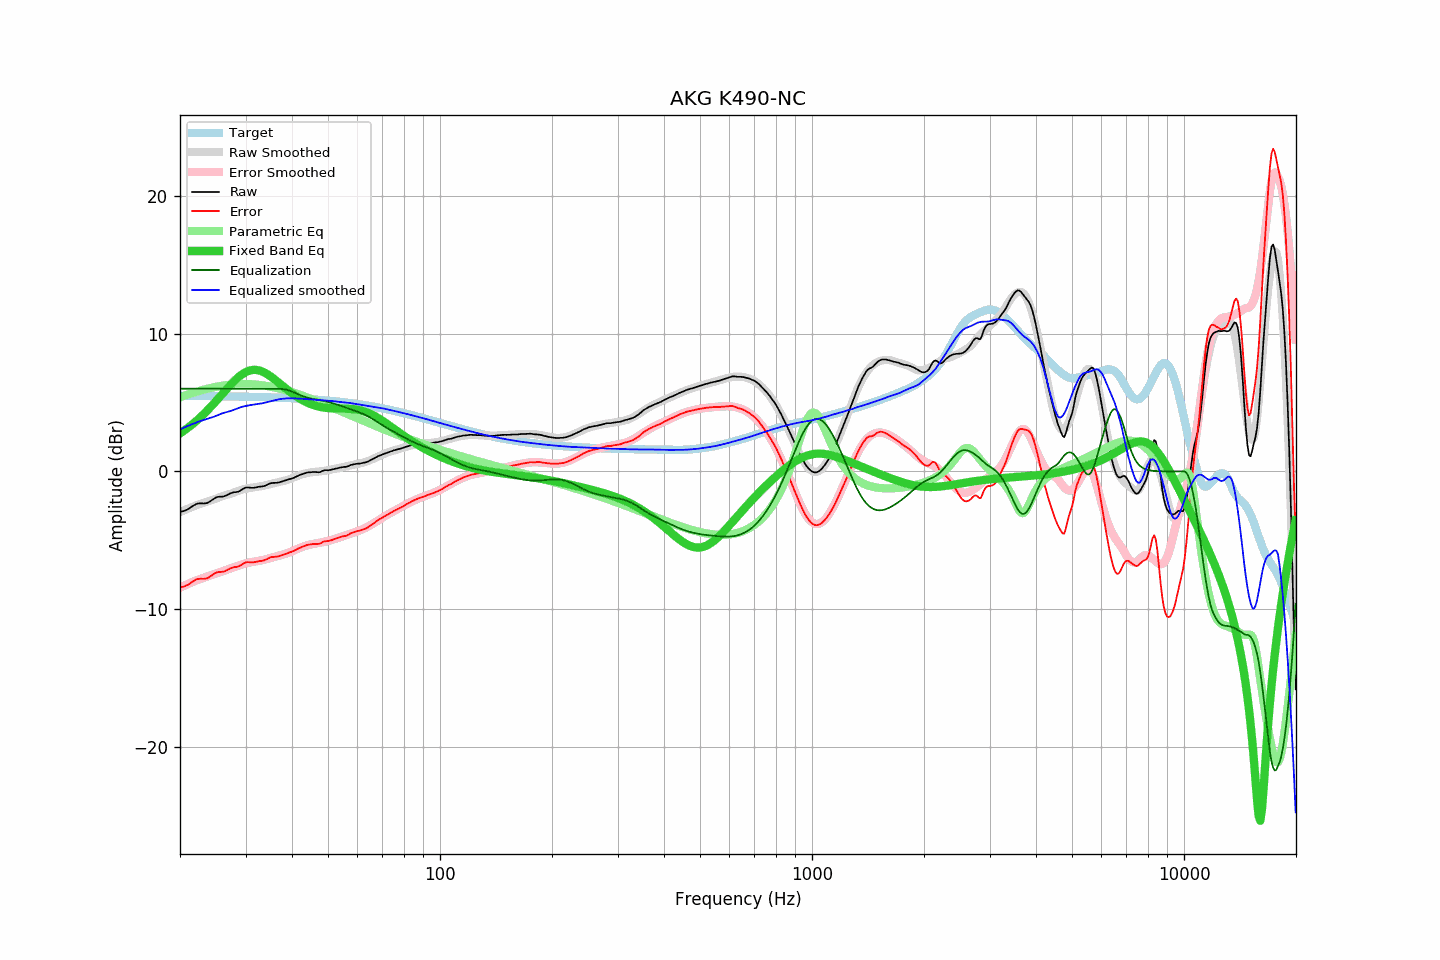 AKG K490-NC
Target
Raw Smoothed
Error Smoothed
Raw
Error
Parametric Eq
Fixed Band Eq
Equalization
Equalized smoothed
20
10
0
−10
−20
Amplitude (dBr)
100
1000
10000
Frequency (Hz)